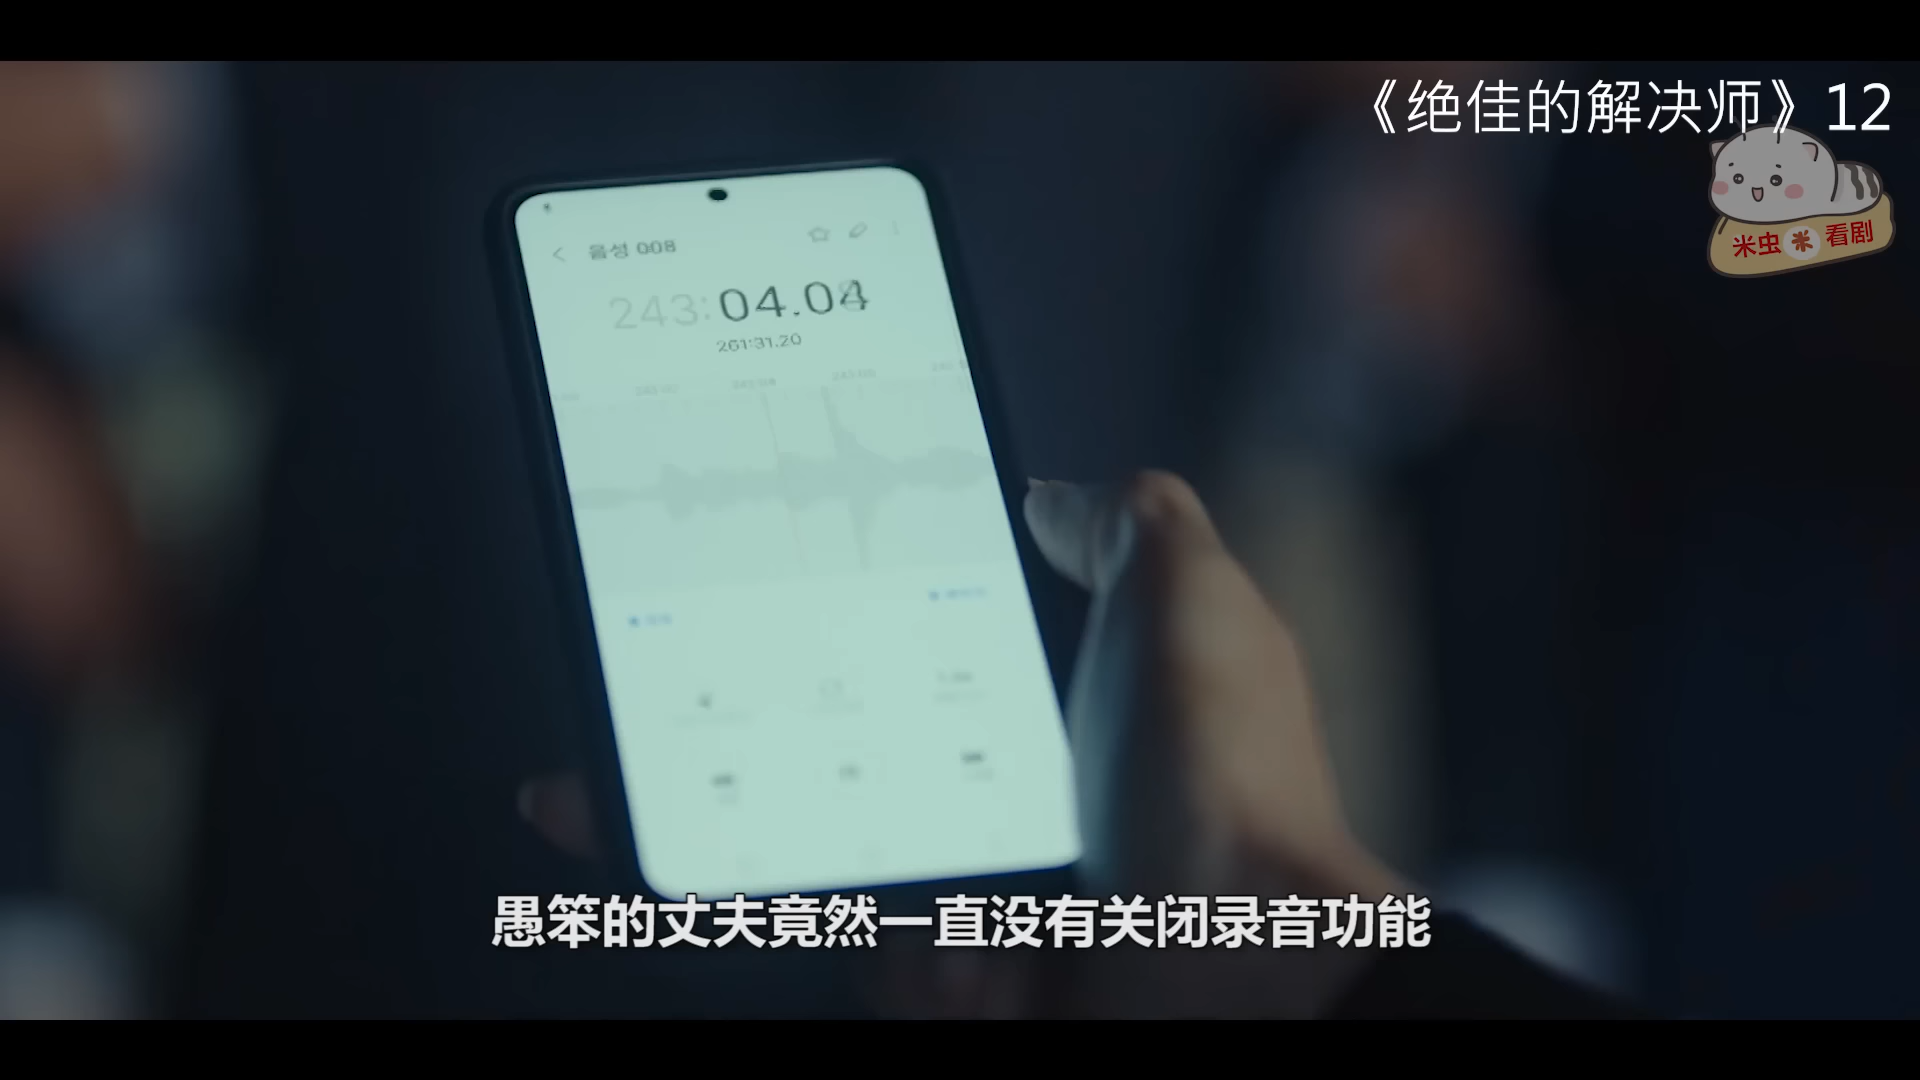 《绝佳的解决师》12
米虫 米 看剧
음성 008
243:04.04
261:31.20
愚笨的丈夫竟然一直没有关闭录音功能